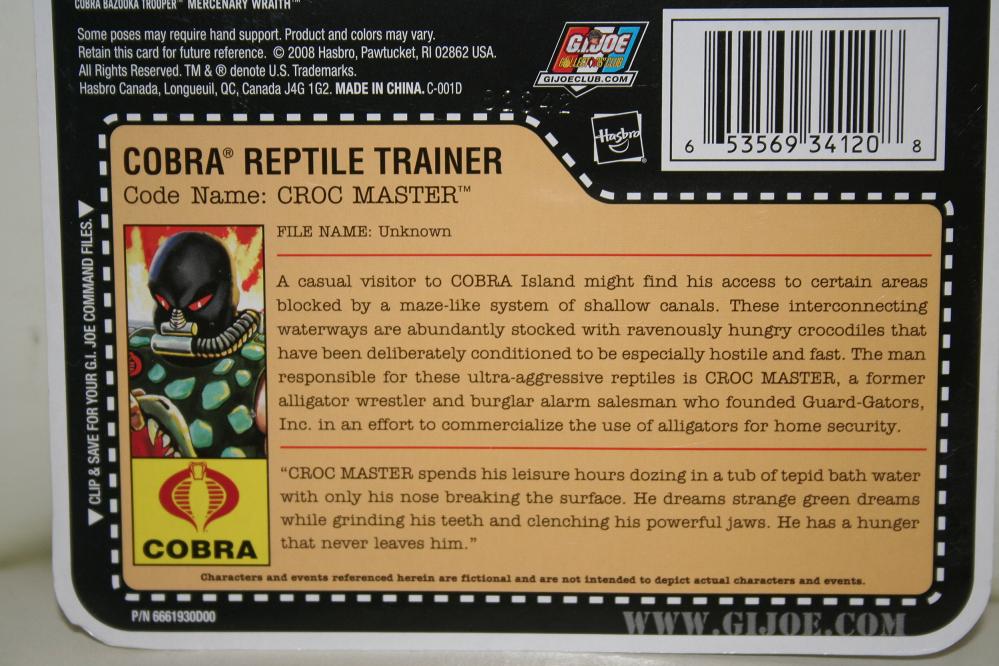 COBRA BAZOOKA TROOPER™ MERCENARY WRAITH™
Some poses may require hand support. Product and colors may vary.
Retain this card for future reference. © 2008 Hasbro, Pawtucket, RI 02862 USA.
All Rights Reserved. TM & ® denote U.S. Trademarks.
Hasbro Canada, Longueuil, QC, Canada J4G 1G2. MADE IN CHINA. C-001D
G.I. JOE
COLLECTORS' CLUB
GIJOECLUB.COM
Hasbro
6 53569 34120 8
COBRA® REPTILE TRAINER
Code Name: CROC MASTER™
FILE NAME: Unknown
A casual visitor to COBRA Island might find his access to certain areas
blocked by a maze-like system of shallow canals. These interconnecting
waterways are abundantly stocked with ravenously hungry crocodiles that
have been deliberately conditioned to be especially hostile and fast. The man
responsible for these ultra-aggressive reptiles is CROC MASTER, a former
alligator wrestler and burglar alarm salesman who founded Guard-Gators,
Inc. in an effort to commercialize the use of alligators for home security.
"CROC MASTER spends his leisure hours dozing in a tub of tepid bath water
with only his nose breaking the surface. He dreams strange green dreams
while grinding his teeth and clenching his powerful jaws. He has a hunger
that never leaves him."
COBRA
Characters and events referenced herein are fictional and are not intended to depict actual characters and events.
CLIP & SAVE FOR YOUR G.I. JOE COMMAND FILES.
P/N 6661930D00
WWW.GIJOE.COM